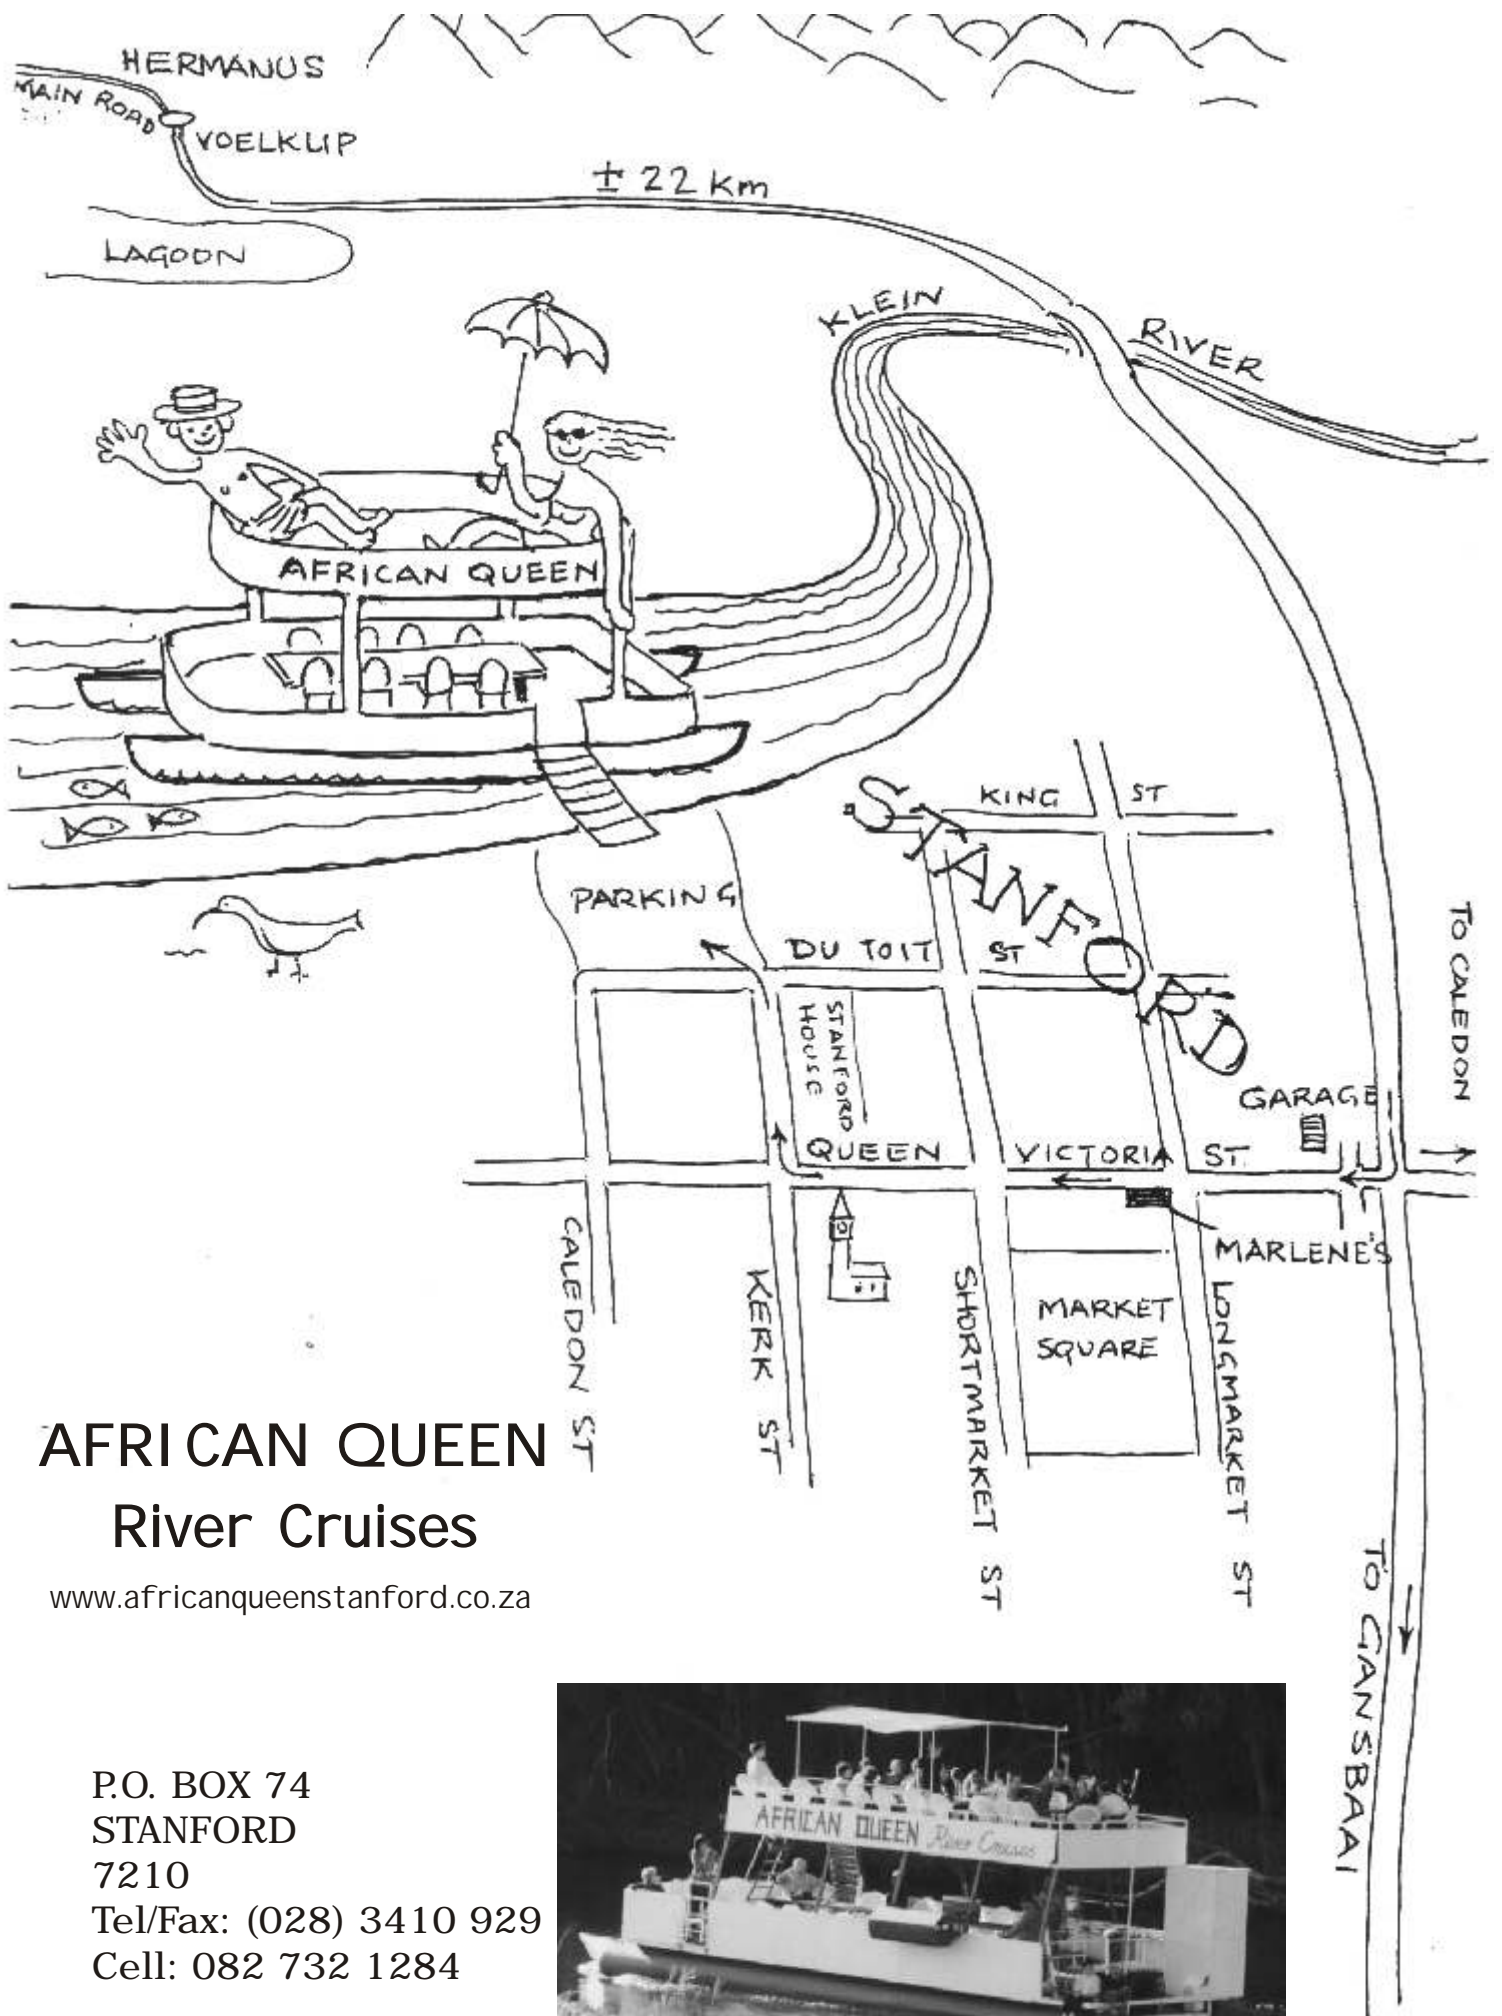 HERMANUS
MAIN ROAD
VOELKLIP
± 22 Km
LAGOON
KLEIN
RIVER
AFRICAN QUEEN
KING ST
STANFORD
PARKING
DU TOIT ST
TO CALEDON
STANFORD
HOUSE
GARAGE
QUEEN VICTORIA ST.
MARLENE'S
CALEDON ST
KERK ST
SHORTMARKET ST
MARKET
SQUARE
LONGMARKET ST
TO GANSBAAI
AFRICAN QUEEN
River Cruises
www.africanqueenstanford.co.za
P.O. BOX 74
STANFORD
7210
Tel/Fax: (028) 3410 929
Cell: 082 732 1284
AFRICAN QUEEN River Cruises